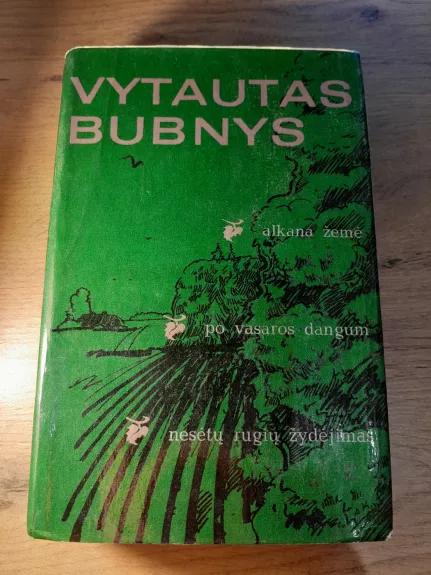 VYTAUTAS
BUBNYS
alkana žemė
po vasaros dangum
nesėtų rugių žydėjimas